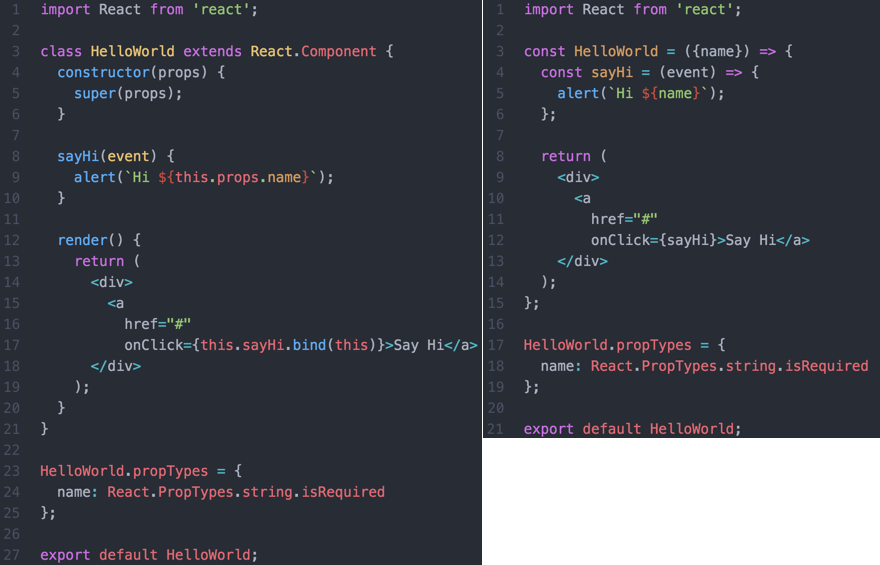 1 import React from 'react';
2
3 class HelloWorld extends React.Component {
4   constructor(props) {
5     super(props);
6   }
7
8   sayHi(event) {
9     alert(`Hi ${this.props.name}`);
10   }
11
12   render() {
13     return (
14       <div>
15         <a
16           href="#"
17           onClick={this.sayHi.bind(this)}>Say Hi</a>
18       </div>
19     );
20   }
21 }
22
23 HelloWorld.propTypes = {
24   name: React.PropTypes.string.isRequired
25 };
26
27 export default HelloWorld;
1 import React from 'react';
2
3 const HelloWorld = ({name}) => {
4   const sayHi = (event) => {
5     alert(`Hi ${name}`);
6   };
7
8   return (
9     <div>
10       <a
11         href="#"
12         onClick={sayHi}>Say Hi</a>
13     </div>
14   );
15 };
16
17 HelloWorld.propTypes = {
18   name: React.PropTypes.string.isRequired
19 };
20
21 export default HelloWorld;